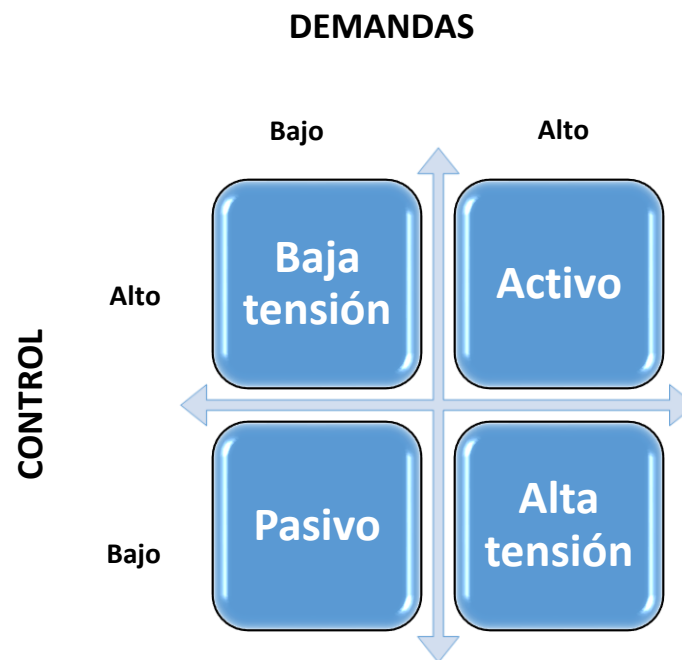 DEMANDAS
Bajo
Alto
Alto
Baja
tensión
Activo
CONTROL
Bajo
Pasivo
Alta
tensión